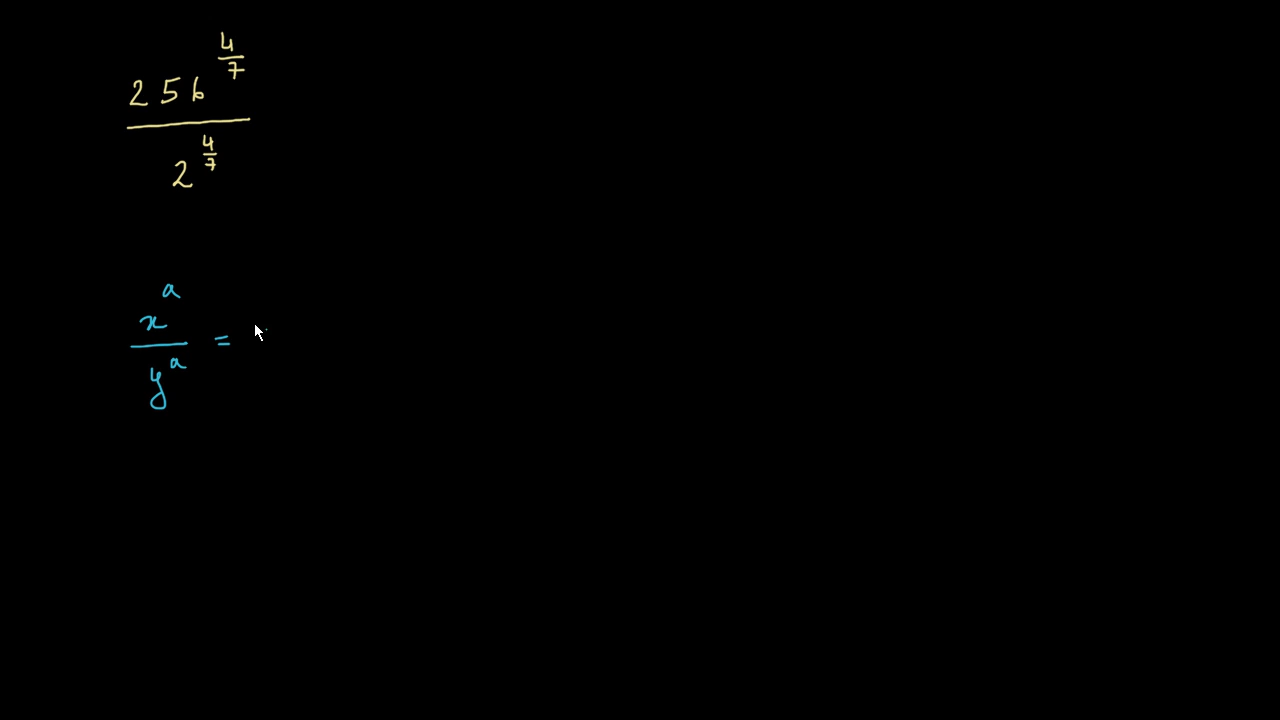 256^(4/7)
/ 2^(4/7)
x^a
/ y^a =